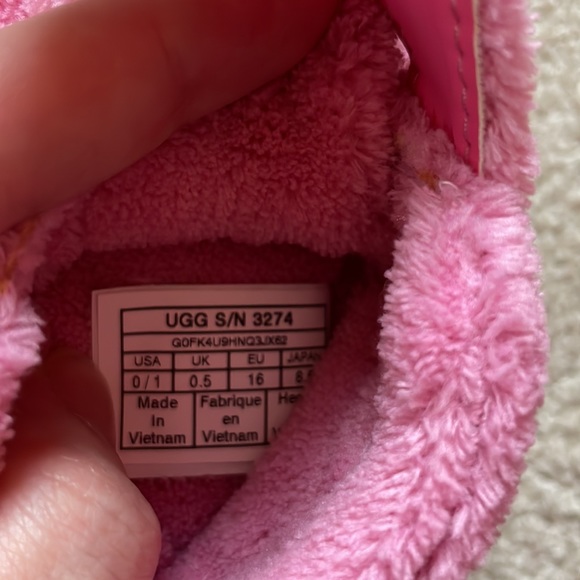 UGG S/N 3274
G0FK4U9HNQ3JX62
USA UK EU JAPAN
0 / 1 0.5 16
Made Fabrique
In en
Vietnam Vietnam